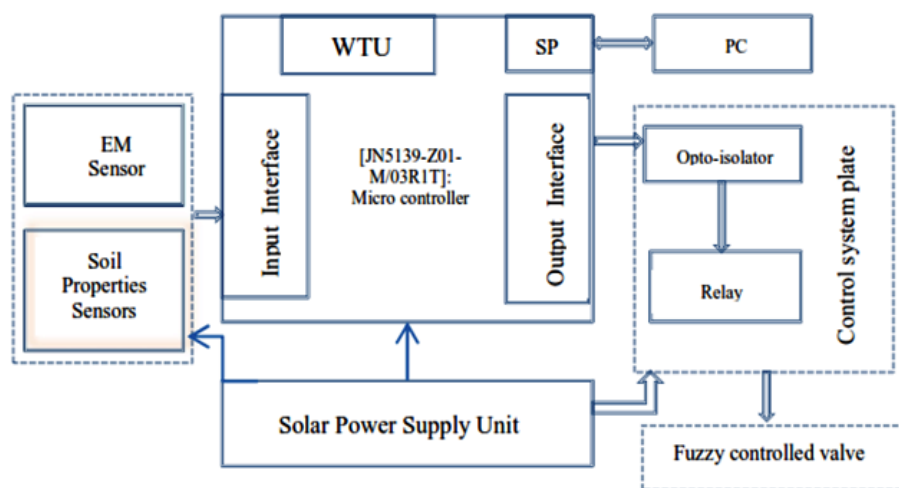 WTU
SP
PC
EM
Sensor
Input Interface
[JN5139-Z01-
M/03R1T]:
Micro controller
Output Interface
Opto-isolator
Control system plate
Soil
Properties
Sensors
Relay
Solar Power Supply Unit
Fuzzy controlled valve